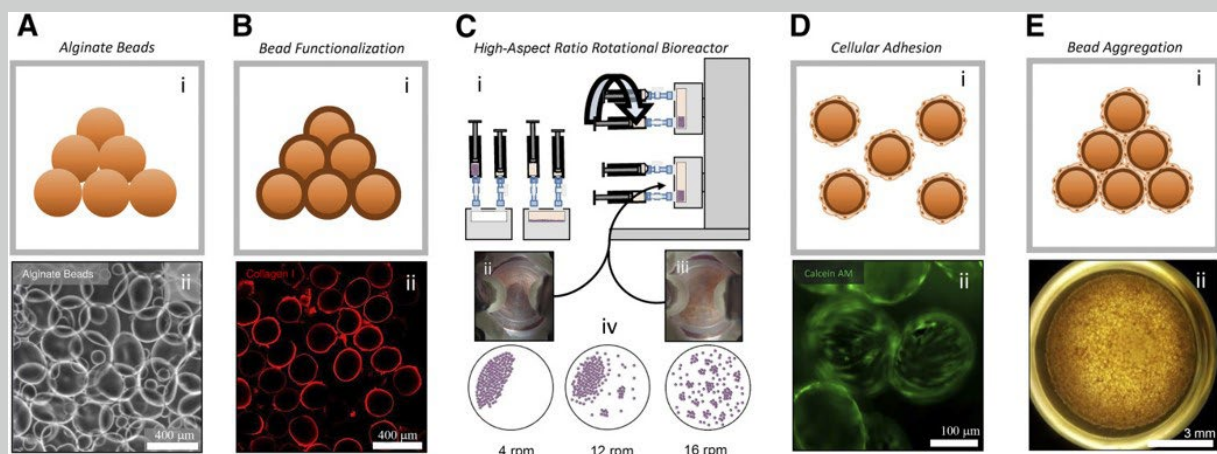 A
Alginate Beads
i
Alginate Beads
ii
400 μm
B
Bead Functionalization
i
Collagen I
ii
400 μm
C
High-Aspect Ratio Rotational Bioreactor
i
ii
iii
iv
4 rpm
12 rpm
16 rpm
D
Cellular Adhesion
i
Calcein AM
ii
100 μm
E
Bead Aggregation
i
ii
3 mm